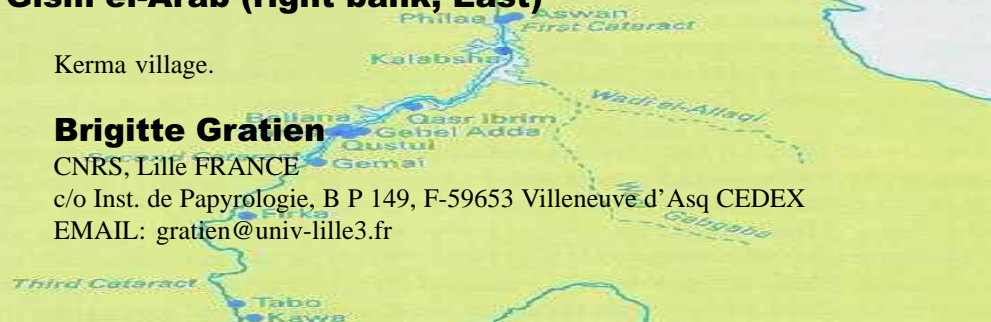 Gism el-Arab (right bank, East)
Philae
Aswan
First Cataract
Kerma village.
Kalabsha
Wadi el-Allaqi
Ballana
Qasr Ibrim
Brigitte Gratien
Gebel Adda
Qustul
CNRS, Lille FRANCE
Gemai
c/o Inst. de Papyrologie, B P 149, F-59653 Villeneuve d'Asq CEDEX
Firka
Gabgaba
EMAIL: gratien@univ-lille3.fr
Third Cataract
Tabo
Kawa